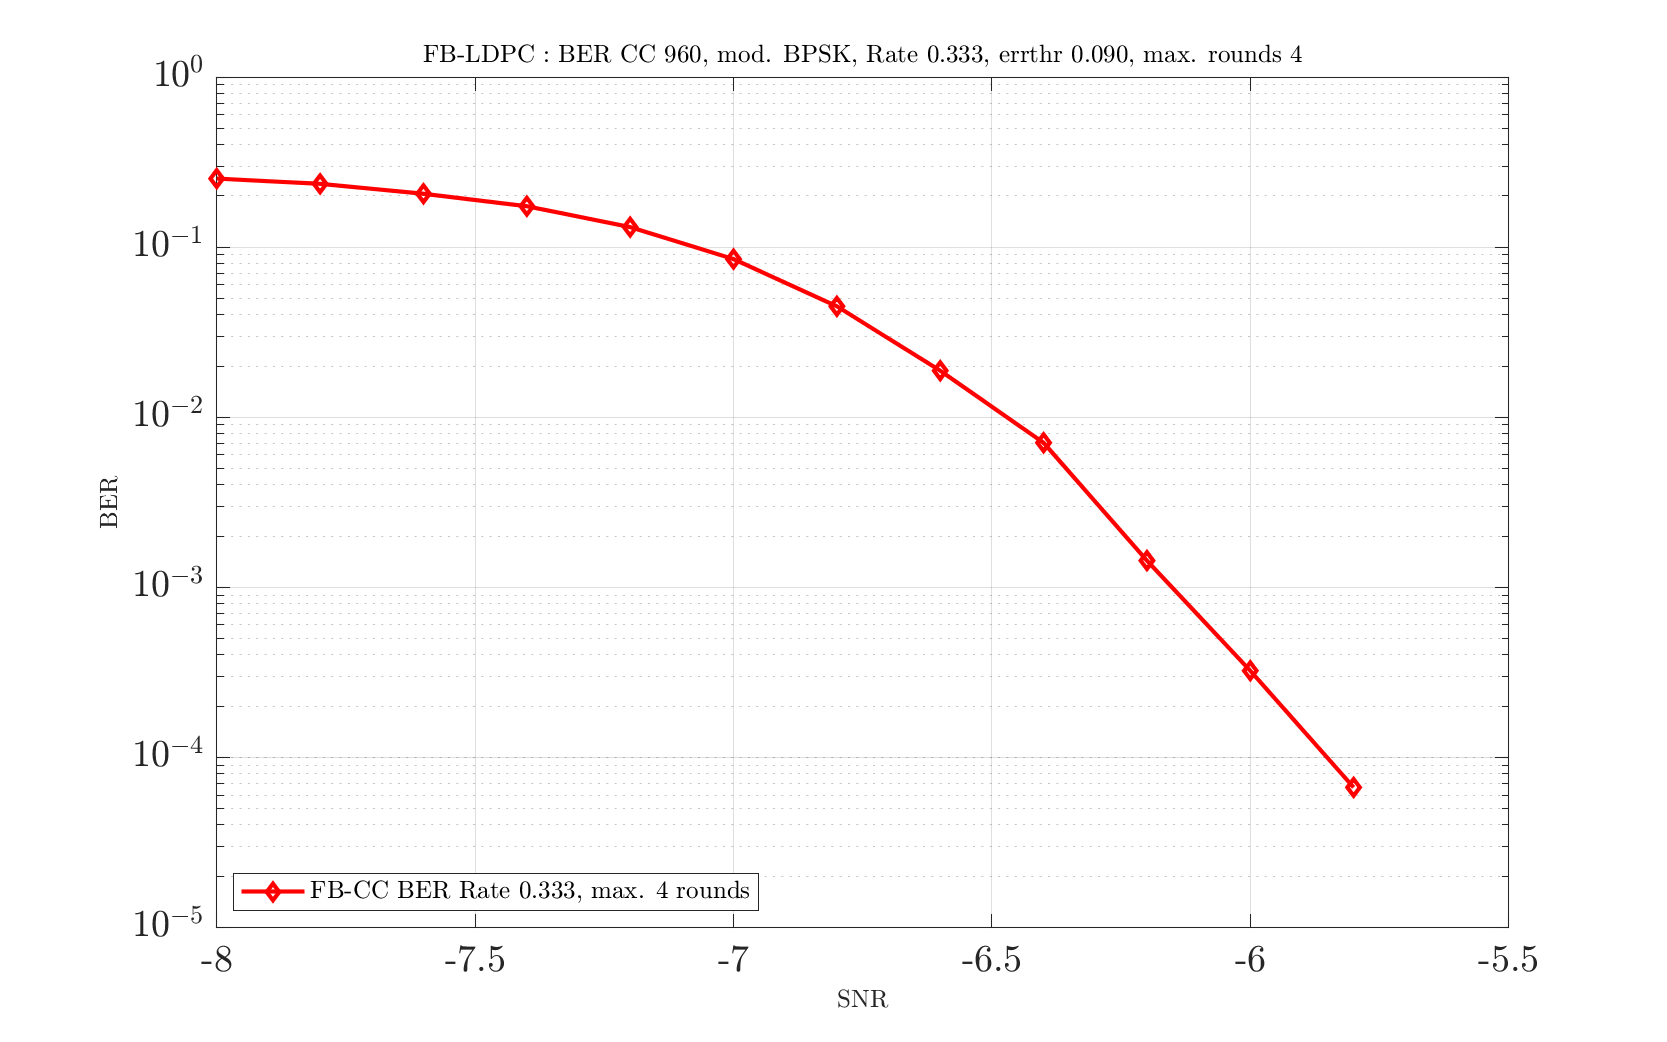 FB-LDPC : BER CC 960, mod. BPSK, Rate 0.333, errthr 0.090, max. rounds 4
10^0
10^{-1}
10^{-2}
10^{-3}
10^{-4}
10^{-5}
BER
FB-CC BER Rate 0.333, max. 4 rounds
-8 -7.5 -7 -6.5 -6 -5.5
SNR